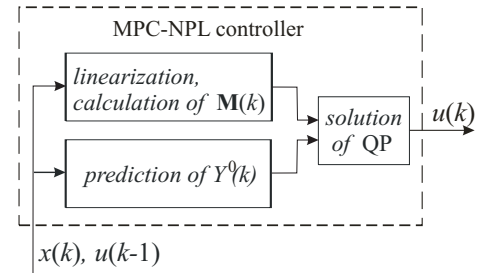 MPC-NPL controller
linearization,
calculation of M(k)
prediction of Y⁰(k)
solution
of QP
u(k)
x(k), u(k-1)